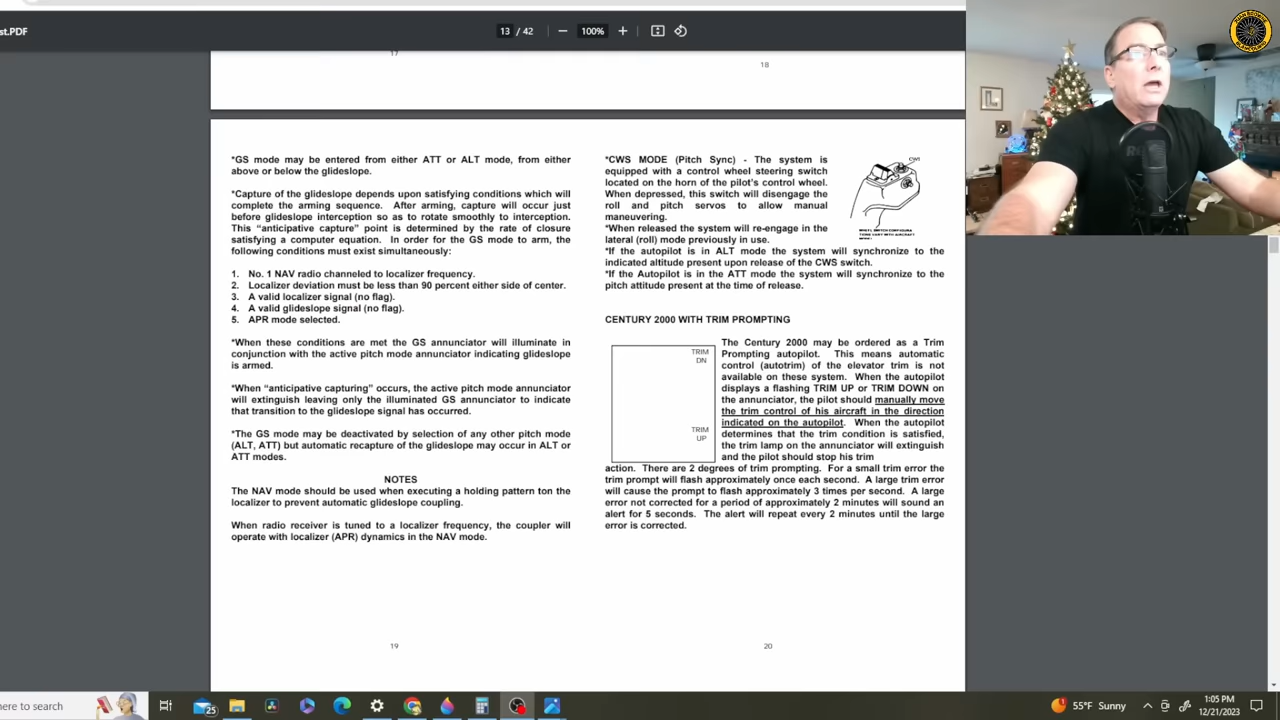 st.PDF
13 / 42
100%
17
18
*GS mode may be entered from either ATT or ALT mode, from either
above or below the glideslope.
*Capture of the glideslope depends upon satisfying conditions which will
complete the arming sequence. After arming, capture will occur just
before glideslope interception so as to rotate smoothly to interception.
This “anticipative capture” point is determined by the rate of closure
satisfying a computer equation. In order for the GS mode to arm, the
following conditions must exist simultaneously:
1. No. 1 NAV radio channeled to localizer frequency.
2. Localizer deviation must be less than 90 percent either side of center.
3. A valid localizer signal (no flag).
4. A valid glideslope signal (no flag).
5. APR mode selected.
*When these conditions are met the GS annunciator will illuminate in
conjunction with the active pitch mode annunciator indicating glideslope
is armed.
*When “anticipative capturing” occurs, the active pitch mode annunciator
will extinguish leaving only the illuminated GS annunciator to indicate
that transition to the glideslope signal has occurred.
*The GS mode may be deactivated by selection of any other pitch mode
(ALT, ATT) but automatic recapture of the glideslope may occur in ALT or
ATT modes.
NOTES
The NAV mode should be used when executing a holding pattern ton the
localizer to prevent automatic glideslope coupling.
When radio receiver is tuned to a localizer frequency, the coupler will
operate with localizer (APR) dynamics in the NAV mode.
19
*CWS MODE (Pitch Sync) - The system is
equipped with a control wheel steering switch
located on the horn of the pilot’s control wheel.
When depressed, this switch will disengage the
roll and pitch servos to allow manual
maneuvering.
*When released the system will re-engage in the
lateral (roll) mode previously in use.
*If the autopilot is in ALT mode the system will synchronize to the
indicated altitude present upon release of the CWS switch.
*If the Autopilot is in the ATT mode the system will synchronize to the
pitch attitude present at the time of release.
CENTURY 2000 WITH TRIM PROMPTING
TRIM
DN
TRIM
UP
The Century 2000 may be ordered as a Trim
Prompting autopilot. This means automatic
control (autotrim) of the elevator trim is not
available on these system. When the autopilot
displays a flashing TRIM UP or TRIM DOWN on
the annunciator, the pilot should manually move
the trim control of his aircraft in the direction
indicated on the autopilot. When the autopilot
determines that the trim condition is satisfied,
the trim lamp on the annunciator will extinguish
and the pilot should stop his trim
action. There are 2 degrees of trim prompting. For a small trim error the
trim prompt will flash approximately once each second. A large trim error
will cause the prompt to flash approximately 3 times per second. A large
error not corrected for a period of approximately 2 minutes will sound an
alert for 5 seconds. The alert will repeat every 2 minutes until the large
error is corrected.
20
re to search
25
55°F Sunny
1:05 PM
12/21/2023